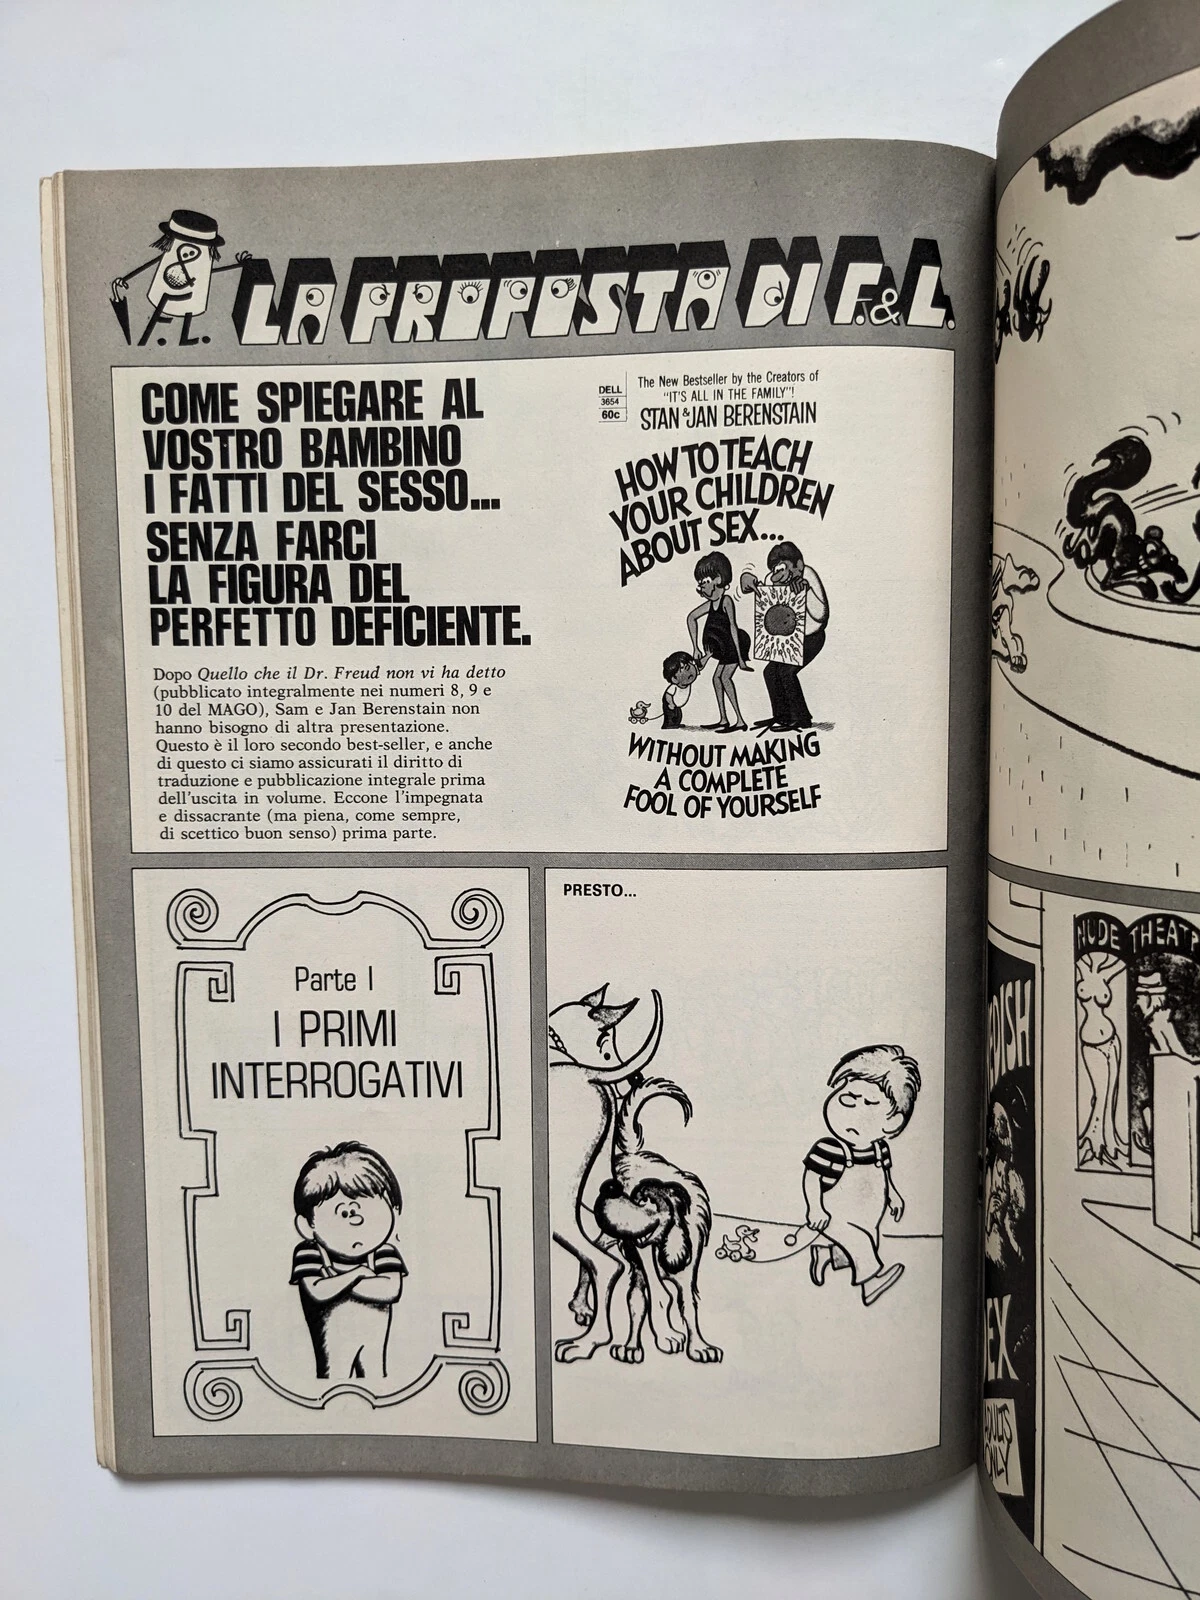 F. L.
LA PROPOSTA DI F.&L.
COME SPIEGARE AL
VOSTRO BAMBINO
I FATTI DEL SESSO...
SENZA FARCI
LA FIGURA DEL
PERFETTO DEFICIENTE.
Dopo Quello che il Dr. Freud non vi ha detto
(pubblicato integralmente nei numeri 8, 9 e
10 del MAGO), Sam e Jan Berenstain non
hanno bisogno di altra presentazione.
Questo è il loro secondo best-seller, e anche
di questo ci siamo assicurati il diritto di
traduzione e pubblicazione integrale prima
dell'uscita in volume. Eccone l'impegnata
e dissacrante (ma piena, come sempre,
di scettico buon senso) prima parte.
DELL
3654
60c
The New Bestseller by the Creators of
"IT'S ALL IN THE FAMILY"!
STAN & JAN BERENSTAIN
HOW TO TEACH
YOUR CHILDREN
ABOUT SEX...
WITHOUT MAKING
A COMPLETE
FOOL OF YOURSELF
Parte I
I PRIMI
INTERROGATIVI
PRESTO...
NUDE THEATR
EDISH
EX
ADULTS
ONLY